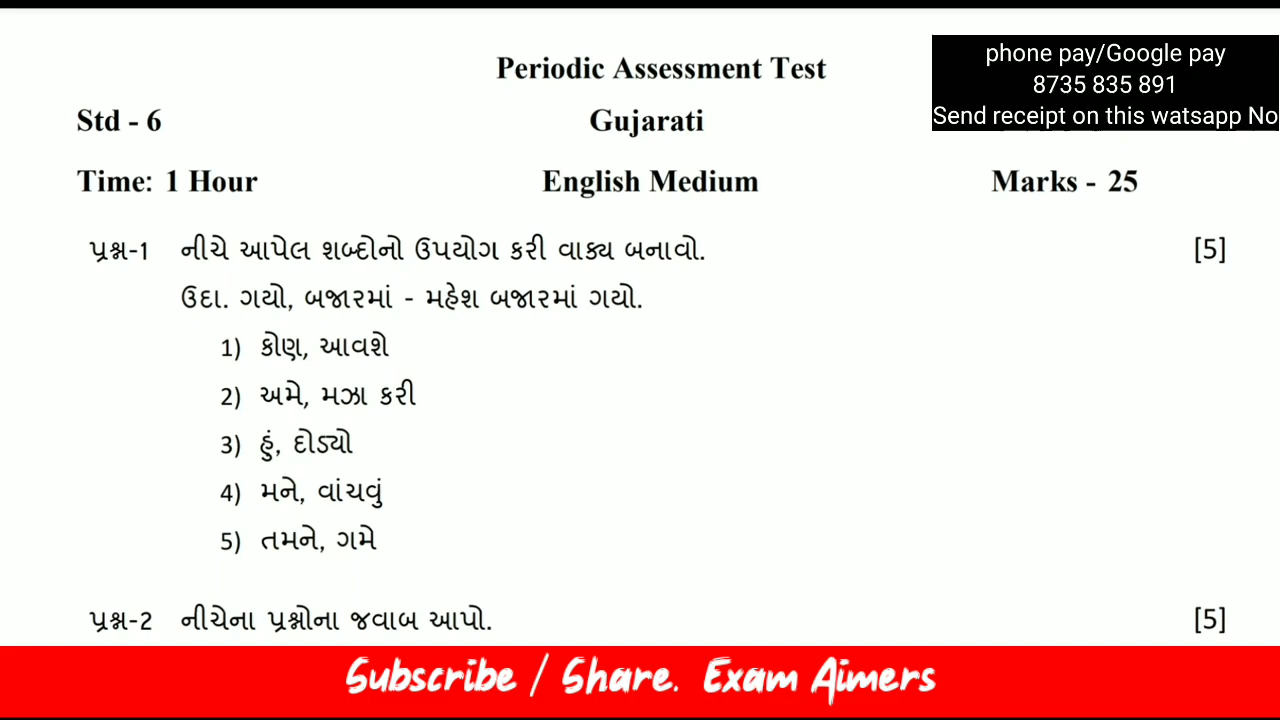 Periodic Assessment Test
phone pay/Google pay
8735 835 891
Send receipt on this watsapp No
Std - 6 Gujarati
Time: 1 Hour English Medium Marks - 25
પ્રશ્ન-1 નીચે આપેલ શબ્દોનો ઉપયોગ કરી વાક્ય બનાવો. [5]
ઉદા. ગયો, બજારમાં - મહેશ બજારમાં ગયો.
1) કોણ, આવશે
2) અમે, મઝા કરી
3) હું, દોડ્યો
4) મને, વાંચવું
5) તમને, ગમે
પ્રશ્ન-2 નીચેના પ્રશ્નોના જવાબ આપો. [5]
Subscribe / Share. Exam Aimers